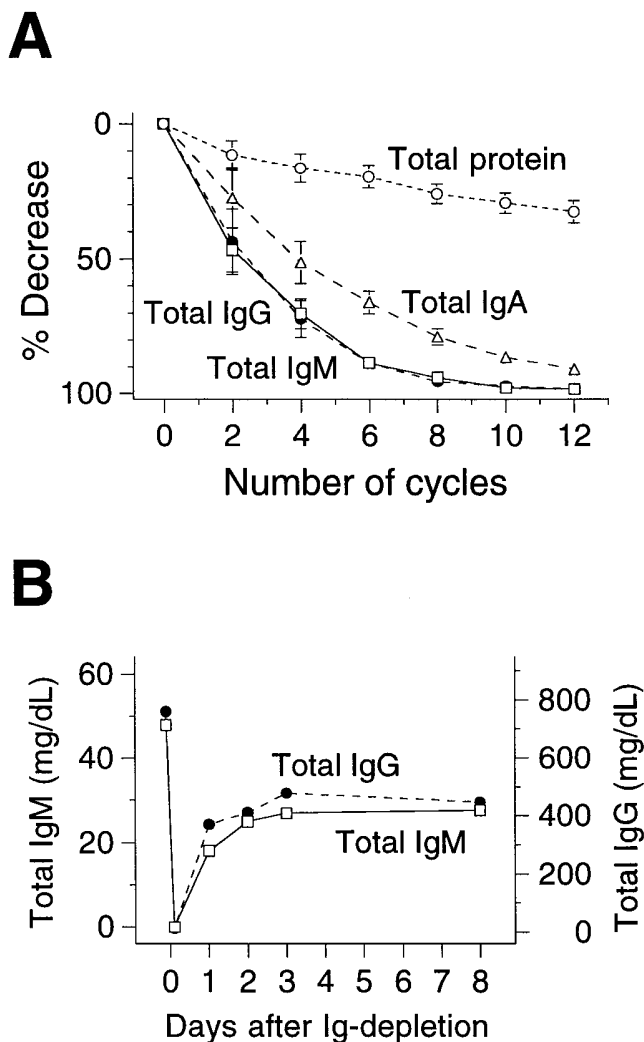 A
0
50
100
% Decrease
Total protein
Total IgA
Total IgG
Total IgM
0 2 4 6 8 10 12
Number of cycles
B
60
40
20
0
Total IgM (mg/dL)
Total IgG
Total IgM
800
600
400
200
0
Total IgG (mg/dL)
0 1 2 3 4 5 6 7 8
Days after Ig-depletion